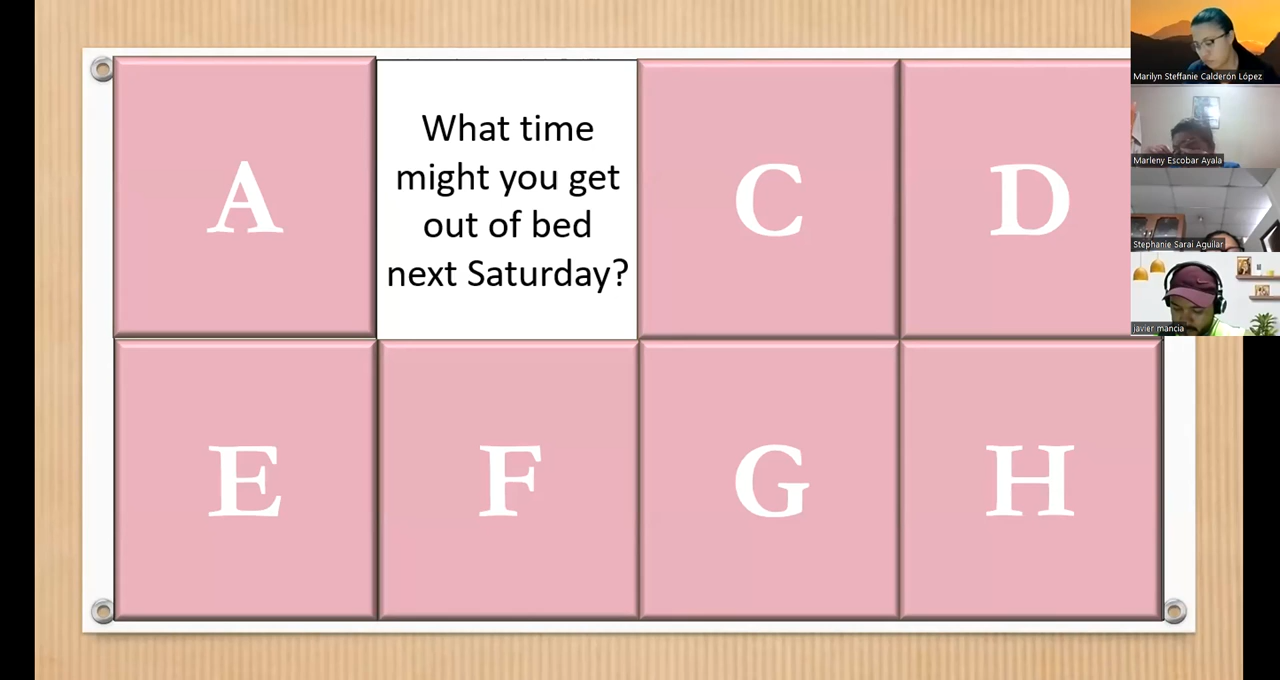 A
What time
might you get
out of bed
next Saturday?
C
D
E
F
G
H
Marilyn Steffanie Calderón López
Marleny Escobar Ayala
Stephanie Sarai Aguilar
javier mancia